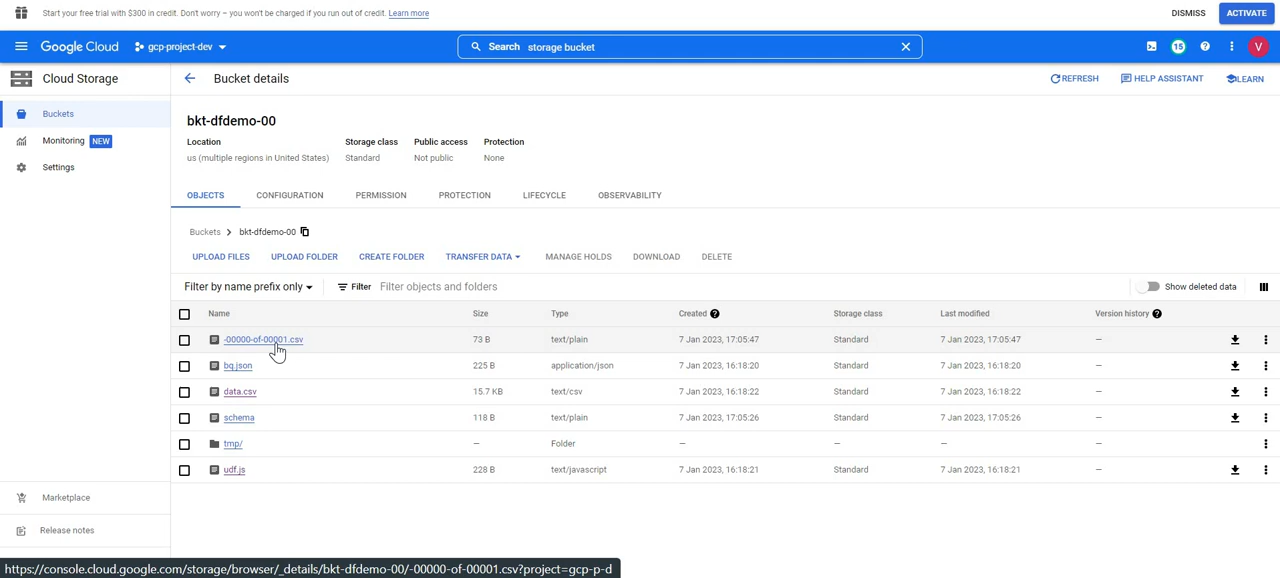 Start your free trial with $300 in credit. Don't worry – you won't be charged if you run out of credit. Learn more DISMISS ACTIVATE
Google Cloud gcp-project-dev Search storage bucket 15 V
Cloud Storage Bucket details REFRESH HELP ASSISTANT LEARN
Buckets
Monitoring NEW
Settings
bkt-dfdemo-00
Location Storage class Public access Protection
us (multiple regions in United States) Standard Not public None
OBJECTS CONFIGURATION PERMISSION PROTECTION LIFECYCLE OBSERVABILITY
Buckets > bkt-dfdemo-00
UPLOAD FILES UPLOAD FOLDER CREATE FOLDER TRANSFER DATA MANAGE HOLDS DOWNLOAD DELETE
Filter by name prefix only Filter Filter objects and folders Show deleted data
Name Size Type Created Storage class Last modified Version history
-00000-of-00001.csv 73 B text/plain 7 Jan 2023, 17:05:47 Standard 7 Jan 2023, 17:05:47 —
bq.json 225 B application/json 7 Jan 2023, 16:18:20 Standard 7 Jan 2023, 16:18:20 —
data.csv 15.7 KB text/csv 7 Jan 2023, 16:18:22 Standard 7 Jan 2023, 16:18:22 —
schema 118 B text/plain 7 Jan 2023, 17:05:26 Standard 7 Jan 2023, 17:05:26 —
tmp/ — Folder — — — —
udf.js 228 B text/javascript 7 Jan 2023, 16:18:21 Standard 7 Jan 2023, 16:18:21 —
Marketplace
Release notes
https://console.cloud.google.com/storage/browser/_details/bkt-dfdemo-00/-00000-of-00001.csv?project=gcp-p-d